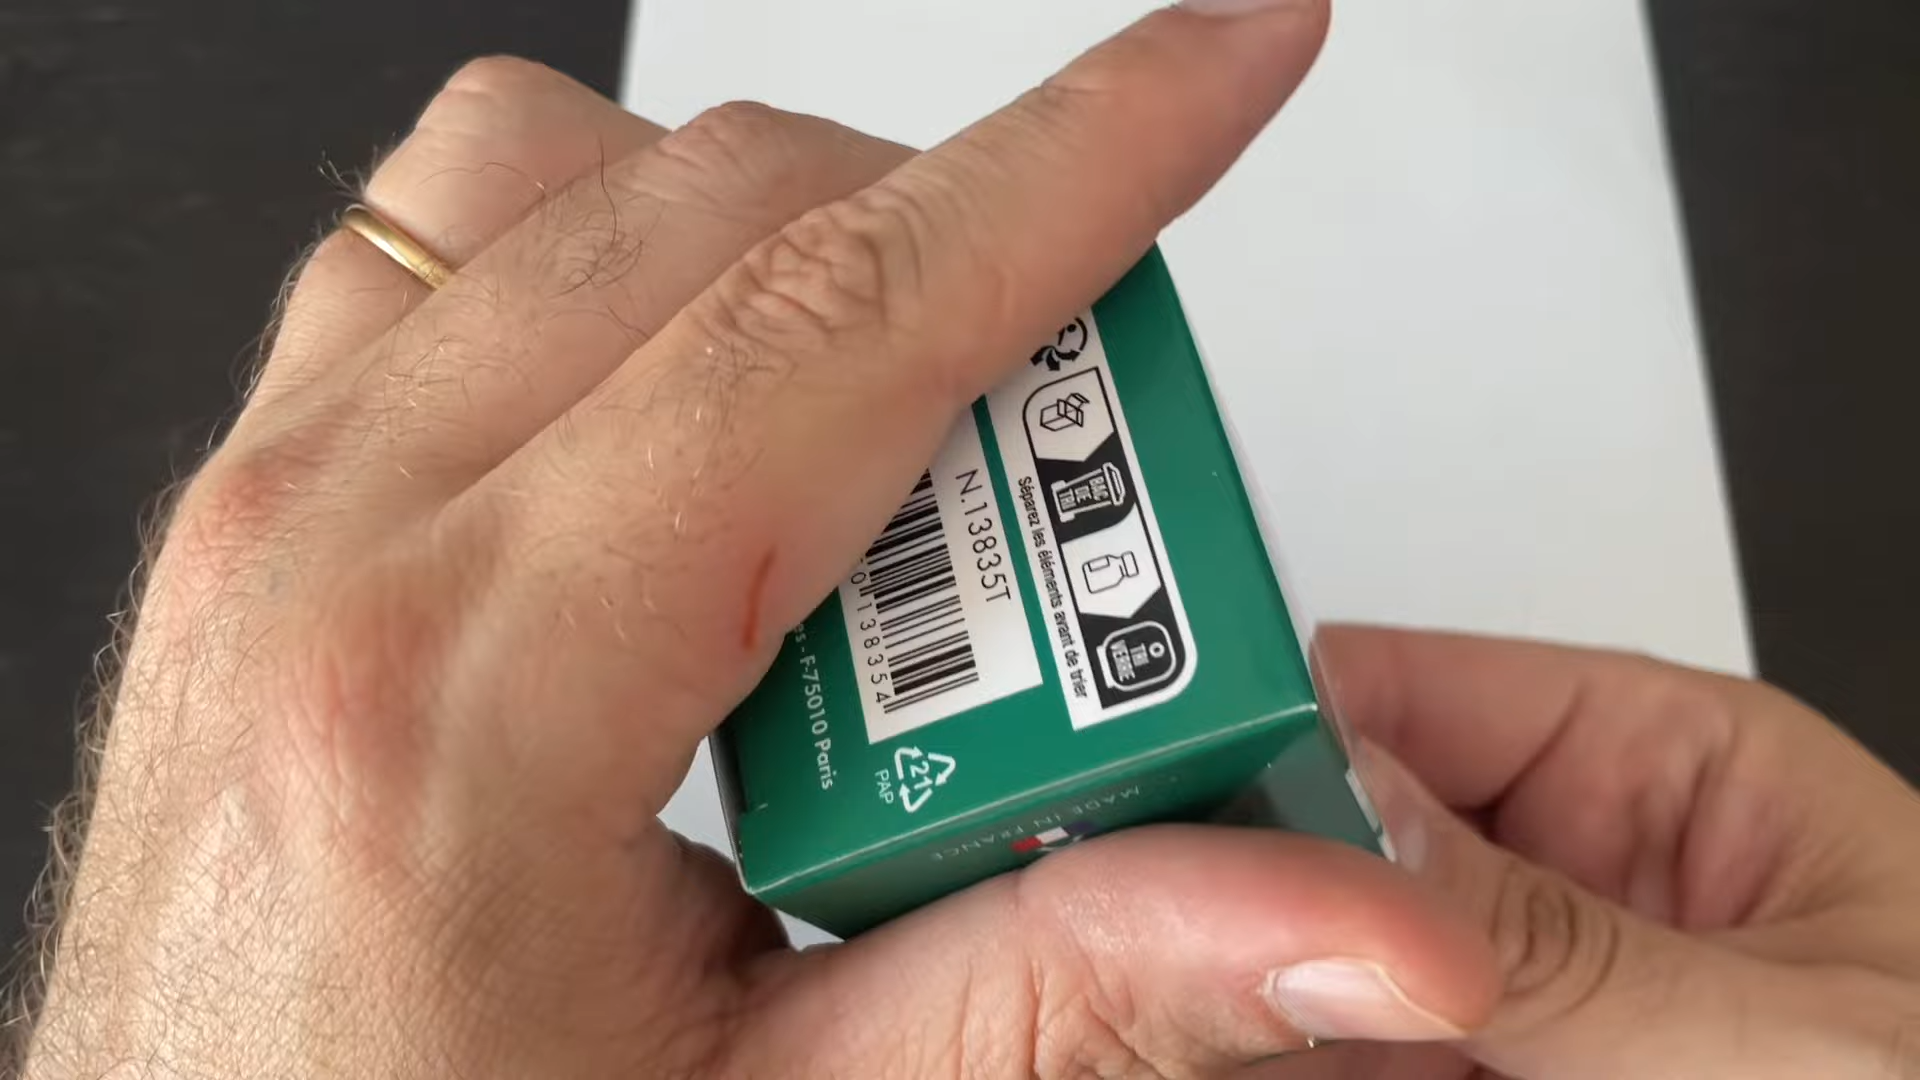 BAC
DE
TRI
TRI
VERRE
Séparez les éléments avant de trier
N.13835T
0138354
F-75010 Paris
21
PAP
MADE IN FRANCE